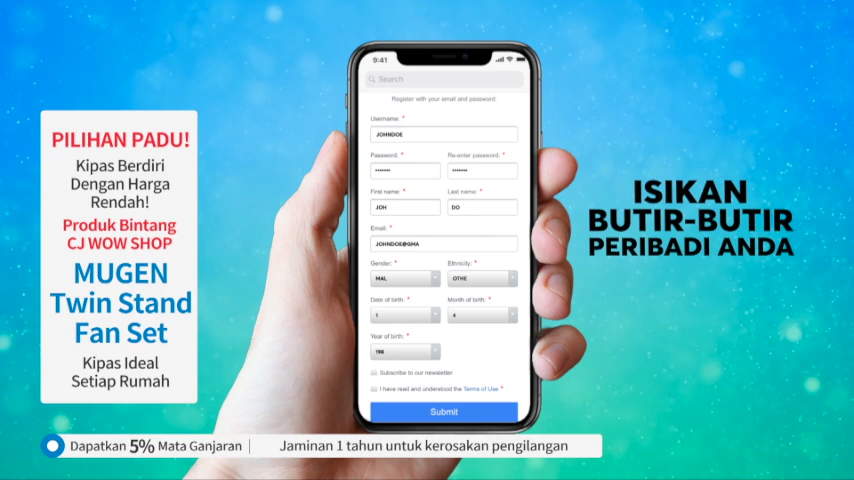 PILIHAN PADU!
Kipas Berdiri
Dengan Harga
Rendah!
Produk Bintang
CJ WOW SHOP
MUGEN
Twin Stand
Fan Set
Kipas Ideal
Setiap Rumah
9:41
Search
Register with your email and password:
Username: *
JOHNDOE
Password: * Re-enter password: *
******* *******
First name: * Last name: *
JOH DO
Email: *
JOHNDOE@GMA
Gender: * Ethnicity: *
MAL OTHE
Date of birth: * Month of birth: *
1 4
Year of birth: *
198
Subscribe to our newsletter
I have read and understood the Terms of Use *
Submit
ISIKAN
BUTIR-BUTIR
PERIBADI ANDA
Dapatkan 5% Mata Ganjaran | Jaminan 1 tahun untuk kerosakan pengilangan